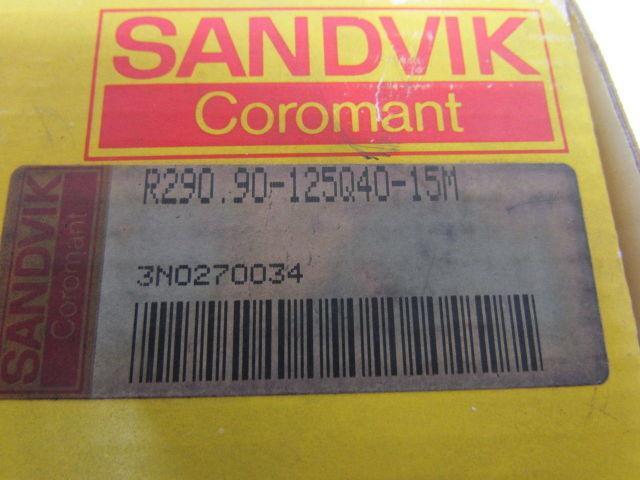 SANDVIK
Coromant
R290.90-125Q40-15M
3N0270034
SANDVIK
Coromant